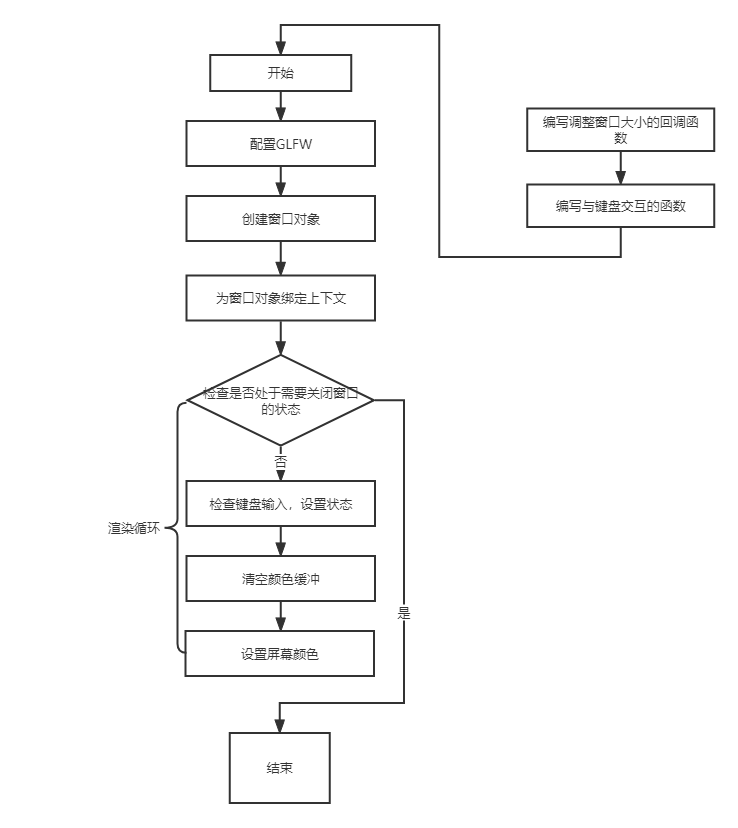 开始
编写调整窗口大小的回调函
数
配置GLFW
编写与键盘交互的函数
创建窗口对象
为窗口对象绑定上下文
检查是否处于需要关闭窗口
的状态
否
检查键盘输入，设置状态
渲染循环
清空颜色缓冲
是
设置屏幕颜色
结束